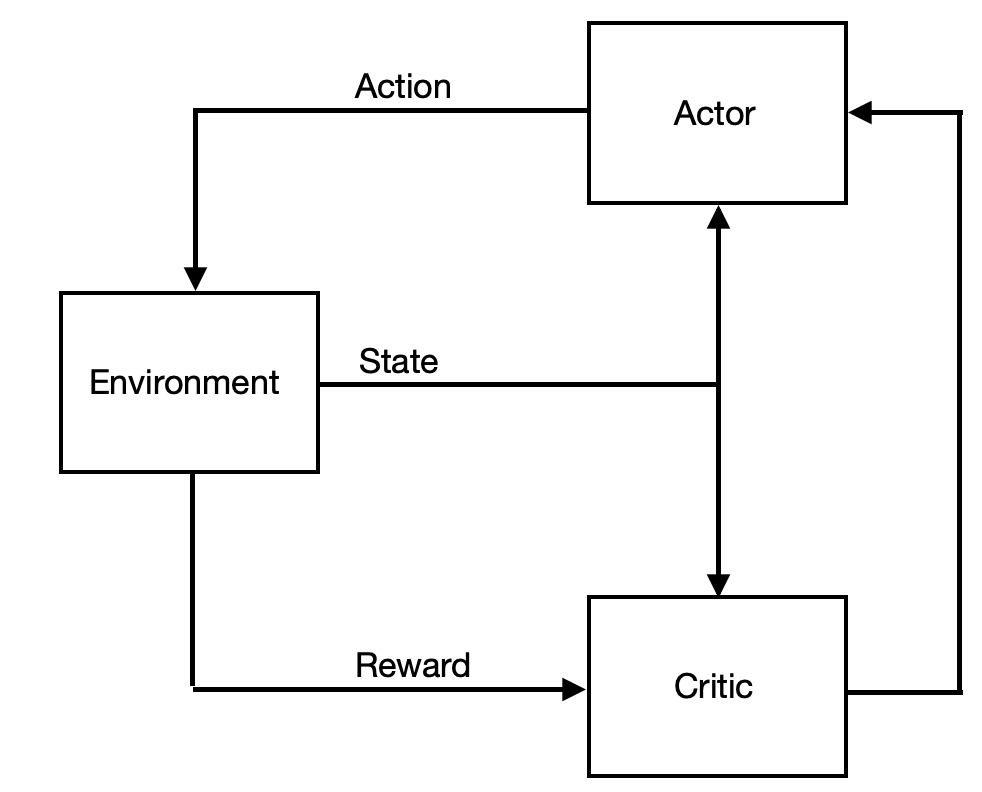 Action
Actor
Environment
State
Reward
Critic